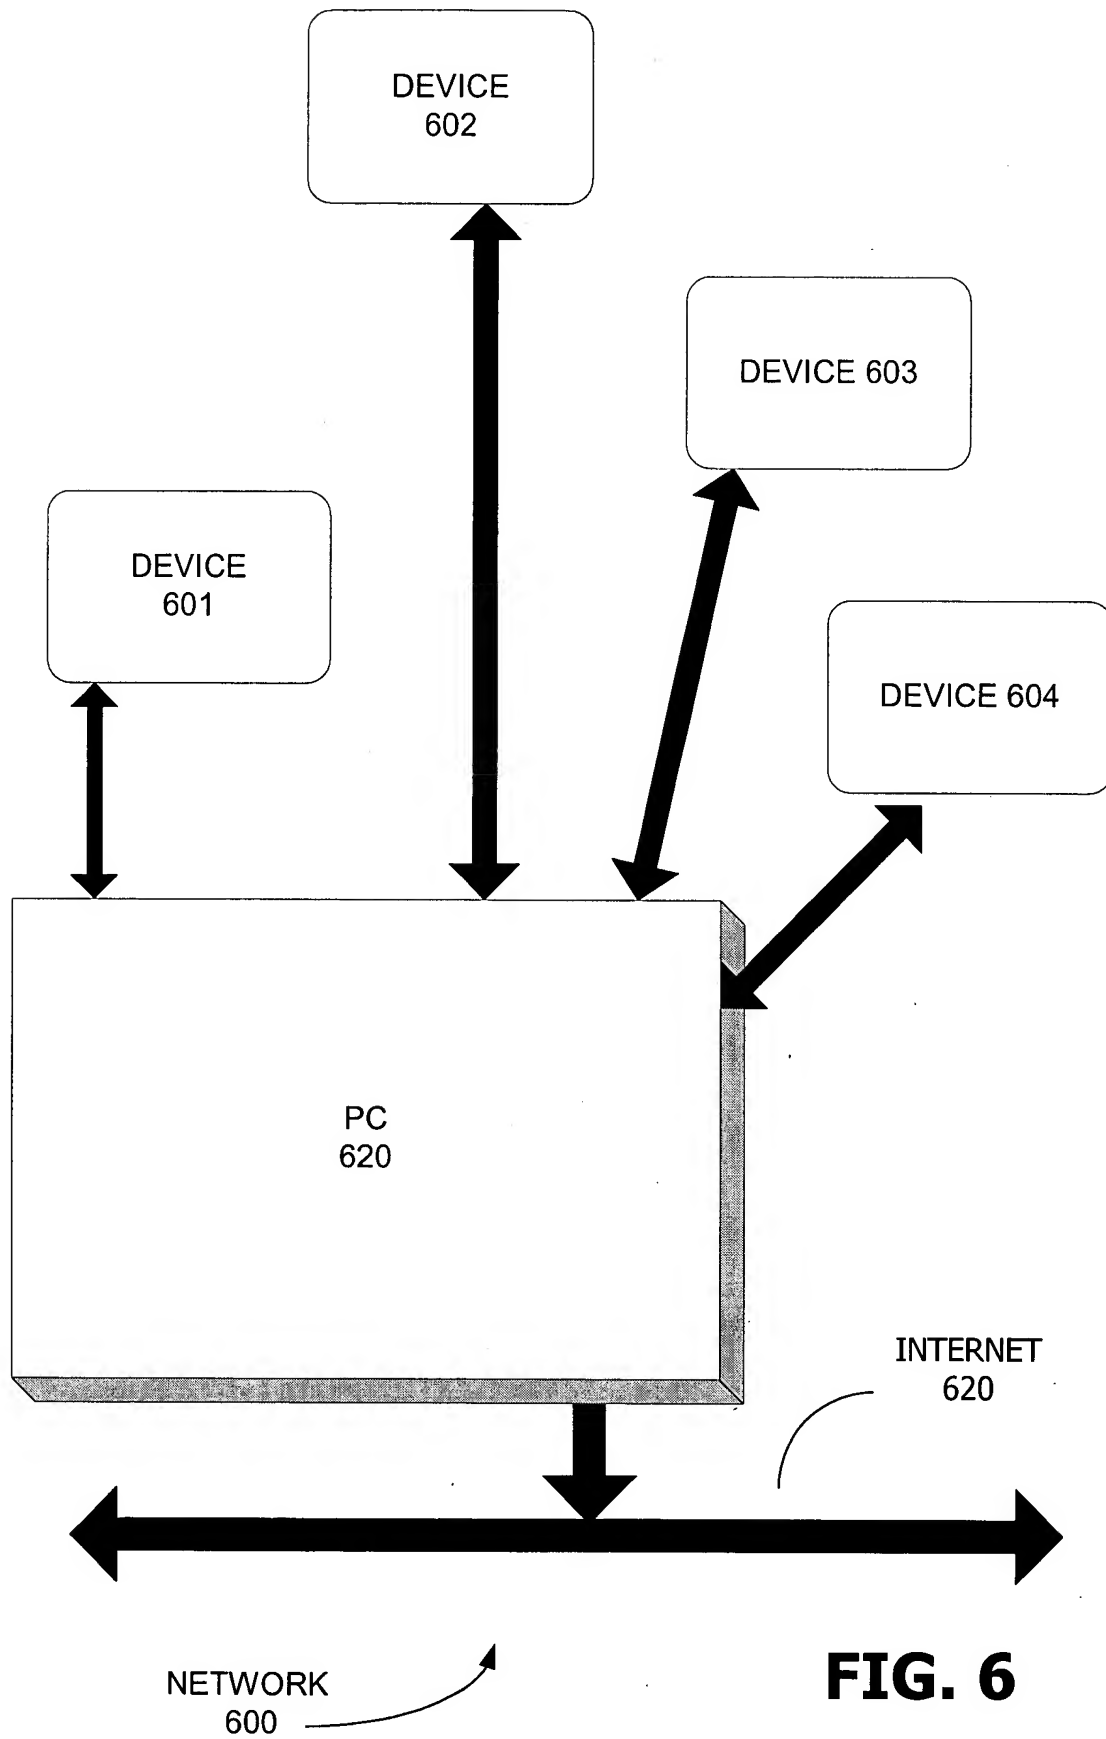 DEVICE
602
DEVICE 603
DEVICE
601
DEVICE 604
PC
620
INTERNET
620
NETWORK
600
FIG. 6